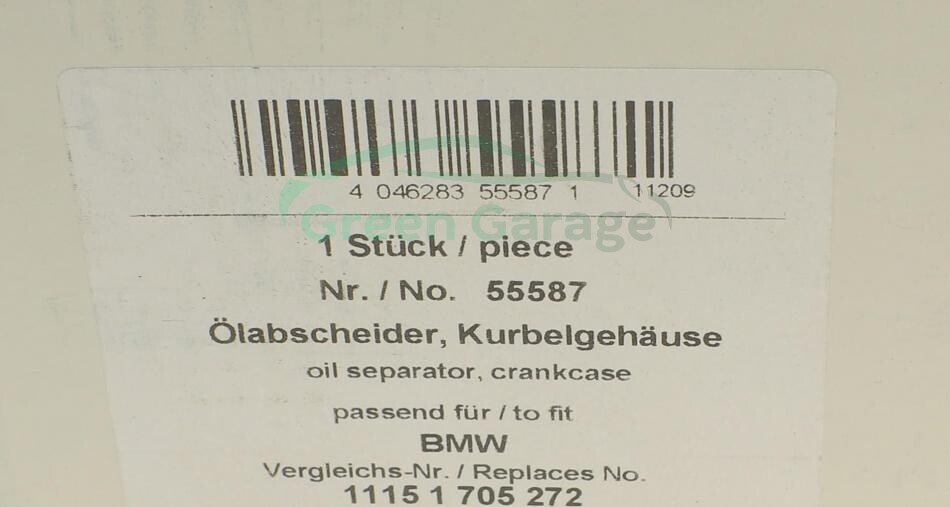 4 046283 55587 1 11209
Green Garage
1 Stück / piece
Nr. / No. 55587
Ölabscheider, Kurbelgehäuse
oil separator, crankcase
passend für / to fit
BMW
Vergleichs-Nr. / Replaces No.
1115 1 705 272